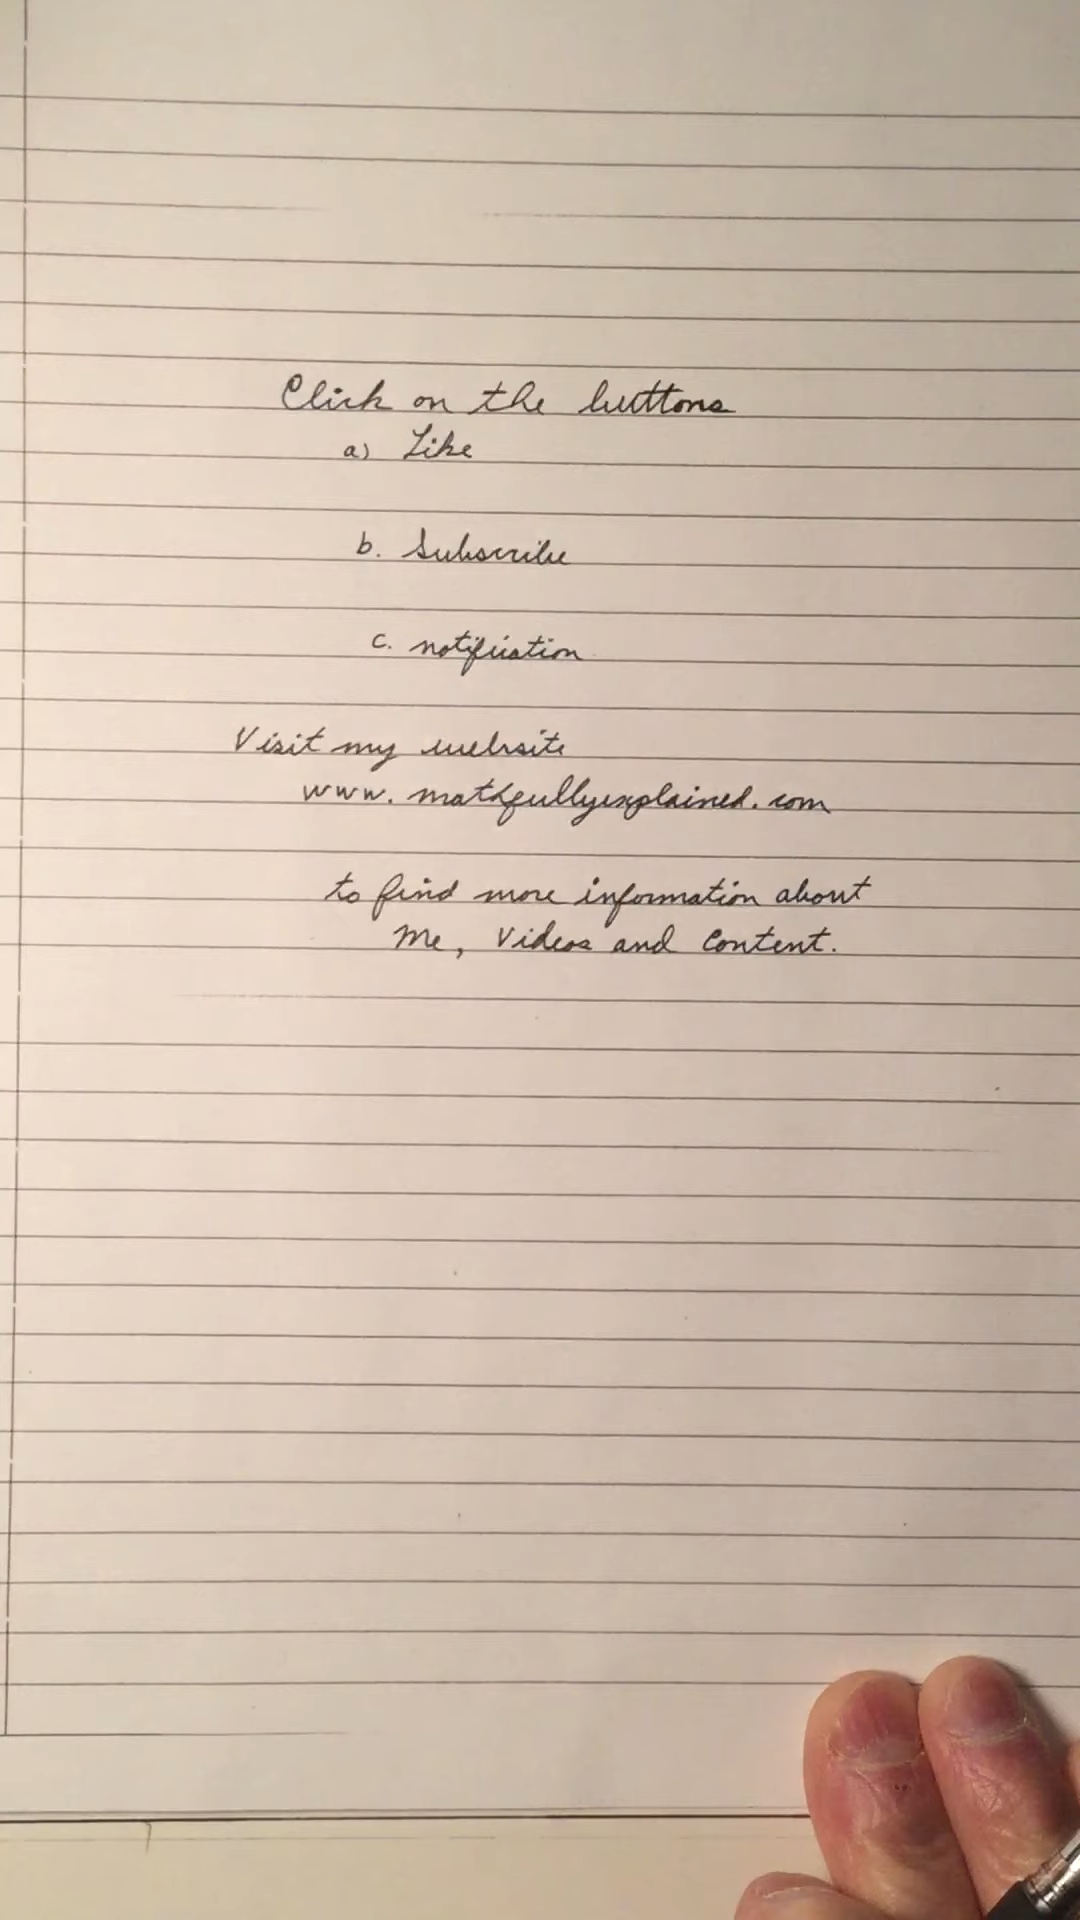 Click on the buttons
a) Like
b. Subscribe
c. notification
Visit my website
www.mathfullyexplained.com
to find more information about
Me, Videos and Content.